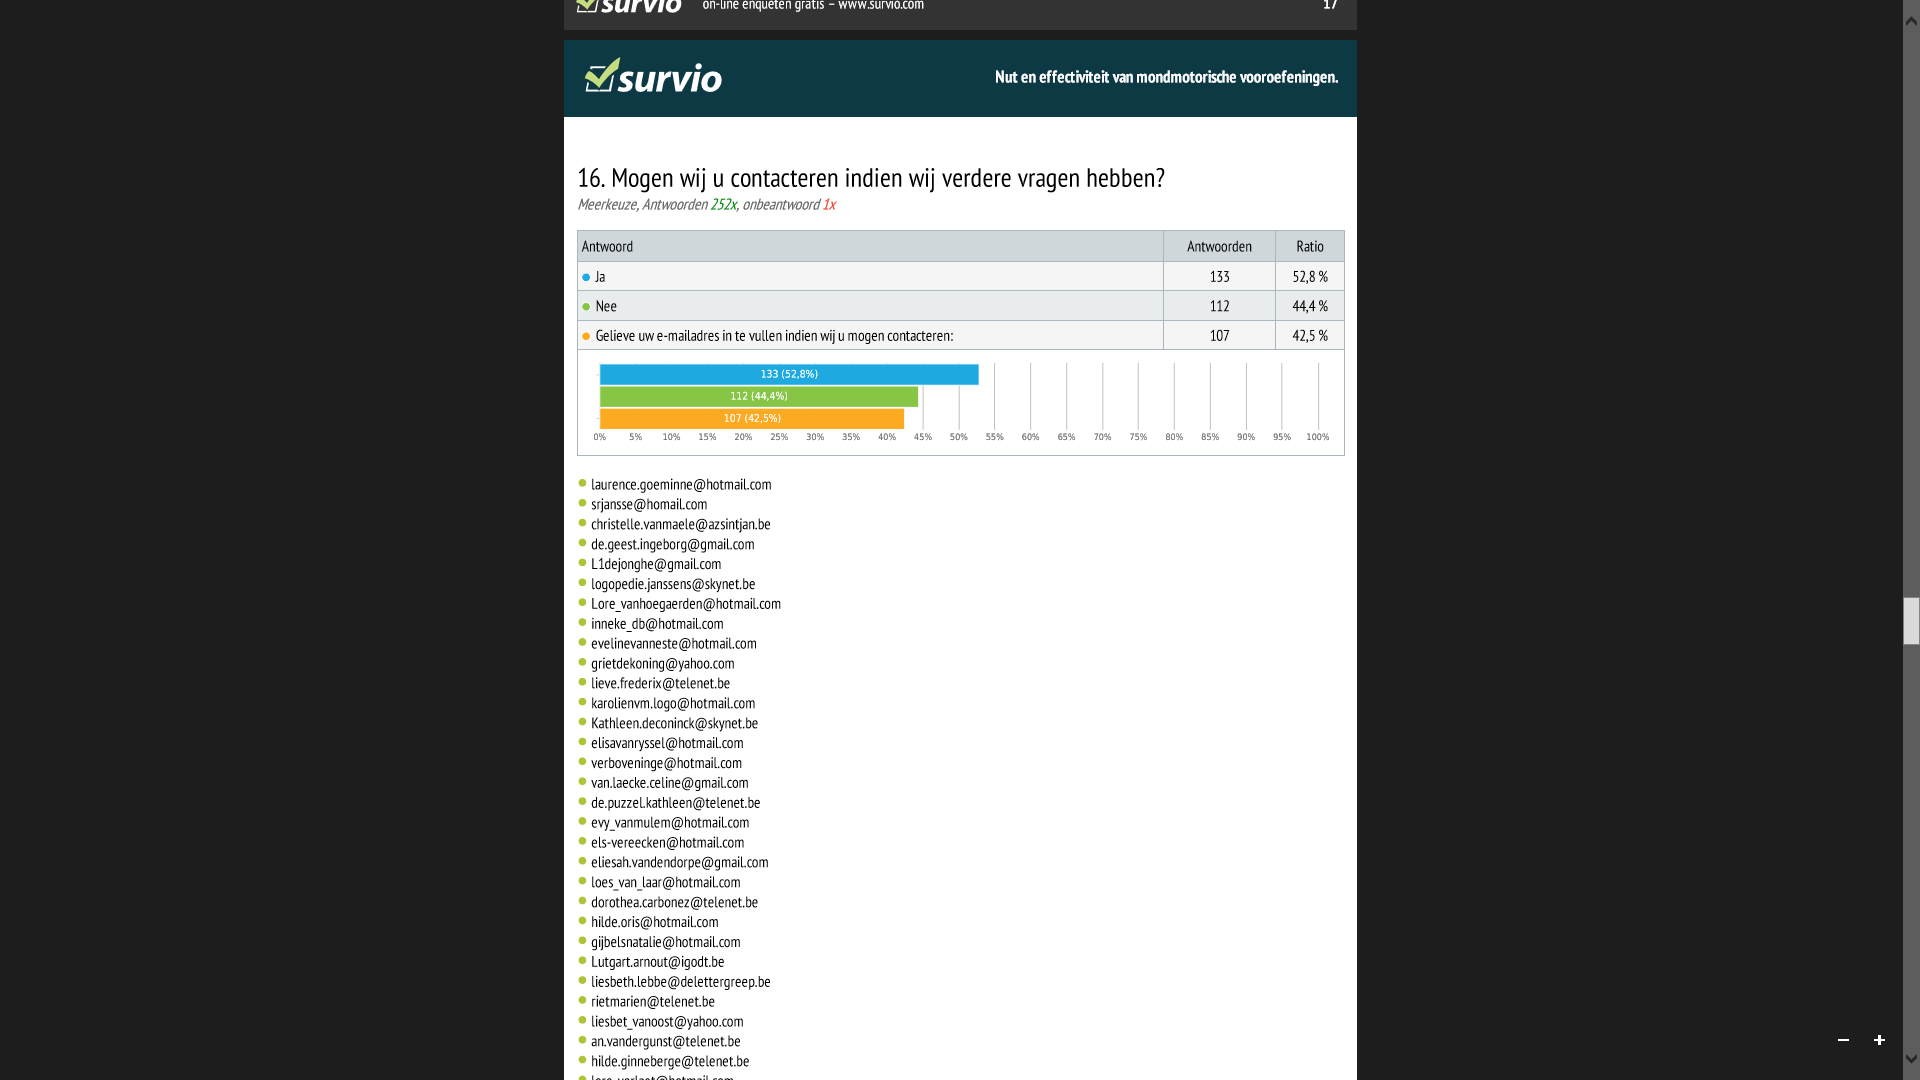 survio on-line enqueten gratis – www.survio.com 17
survio Nut en effectiviteit van mondmotorische vooroefeningen.
16. Mogen wij u contacteren indien wij verdere vragen hebben?
Meerkeuze, Antwoorden 252x, onbeantwoord 1x
Antwoord Antwoorden Ratio
Ja 133 52,8 %
Nee 112 44,4 %
Gelieve uw e-mailadres in te vullen indien wij u mogen contacteren: 107 42,5 %
133 (52,8%)
112 (44,4%)
107 (42,5%)
0% 5% 10% 15% 20% 25% 30% 35% 40% 45% 50% 55% 60% 65% 70% 75% 80% 85% 90% 95% 100%
laurence.goeminne@hotmail.com
srjansse@homail.com
christelle.vanmaele@azsintjan.be
de.geest.ingeborg@gmail.com
L1dejonghe@gmail.com
logopedie.janssens@skynet.be
Lore_vanhoegaerden@hotmail.com
inneke_db@hotmail.com
evelinevanneste@hotmail.com
grietdekoning@yahoo.com
lieve.frederix@telenet.be
karolienvm.logo@hotmail.com
Kathleen.deconinck@skynet.be
elisavanryssel@hotmail.com
verboveninge@hotmail.com
van.laecke.celine@gmail.com
de.puzzel.kathleen@telenet.be
evy_vanmulem@hotmail.com
els-vereecken@hotmail.com
eliesah.vandendorpe@gmail.com
loes_van_laar@hotmail.com
dorothea.carbonez@telenet.be
hilde.oris@hotmail.com
gijbelsnatalie@hotmail.com
Lutgart.arnout@igodt.be
liesbeth.lebbe@delettergreep.be
rietmarien@telenet.be
liesbet_vanoost@yahoo.com
an.vandergunst@telenet.be
hilde.ginneberge@telenet.be